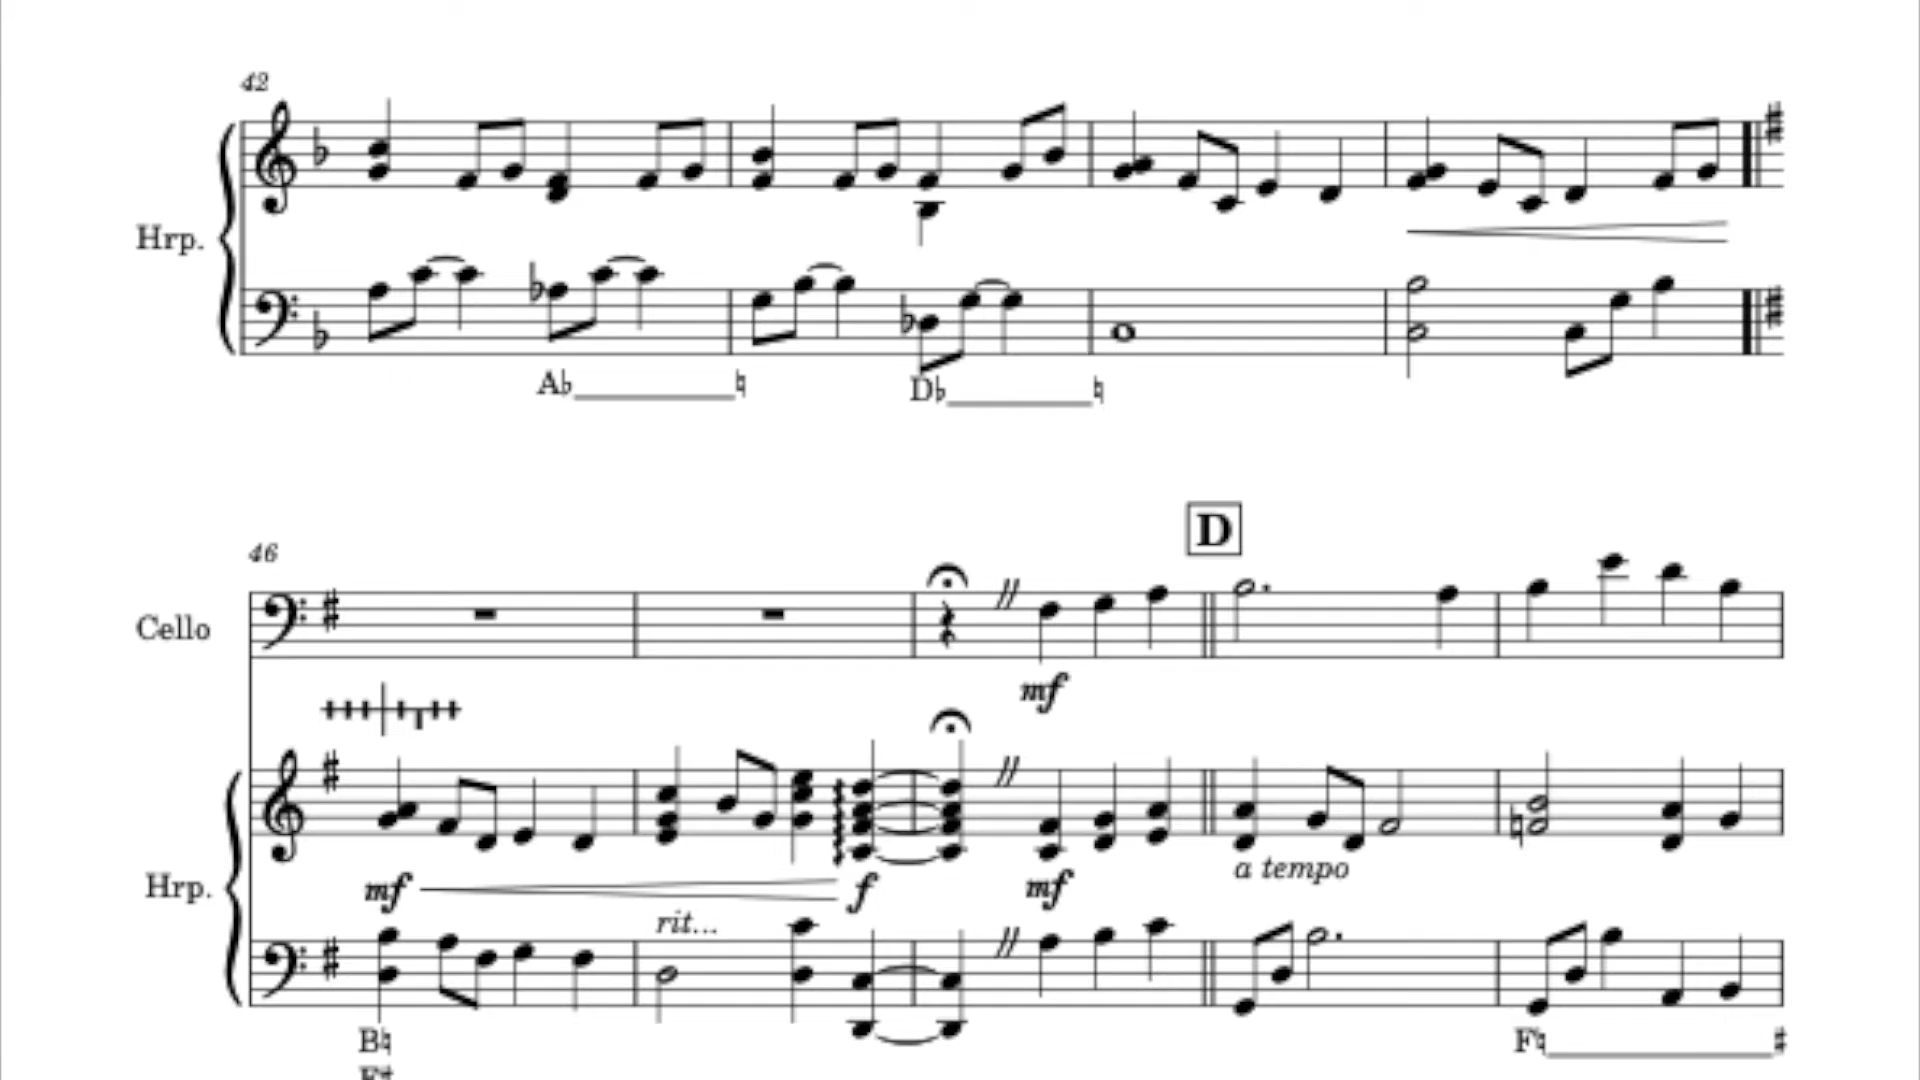 42
Hrp.
A♭ ♮
D♭ ♮
D
46
Cello
mf
Hrp.
mf f mf
a tempo
rit...
B♮
F♮ ♯
F♯